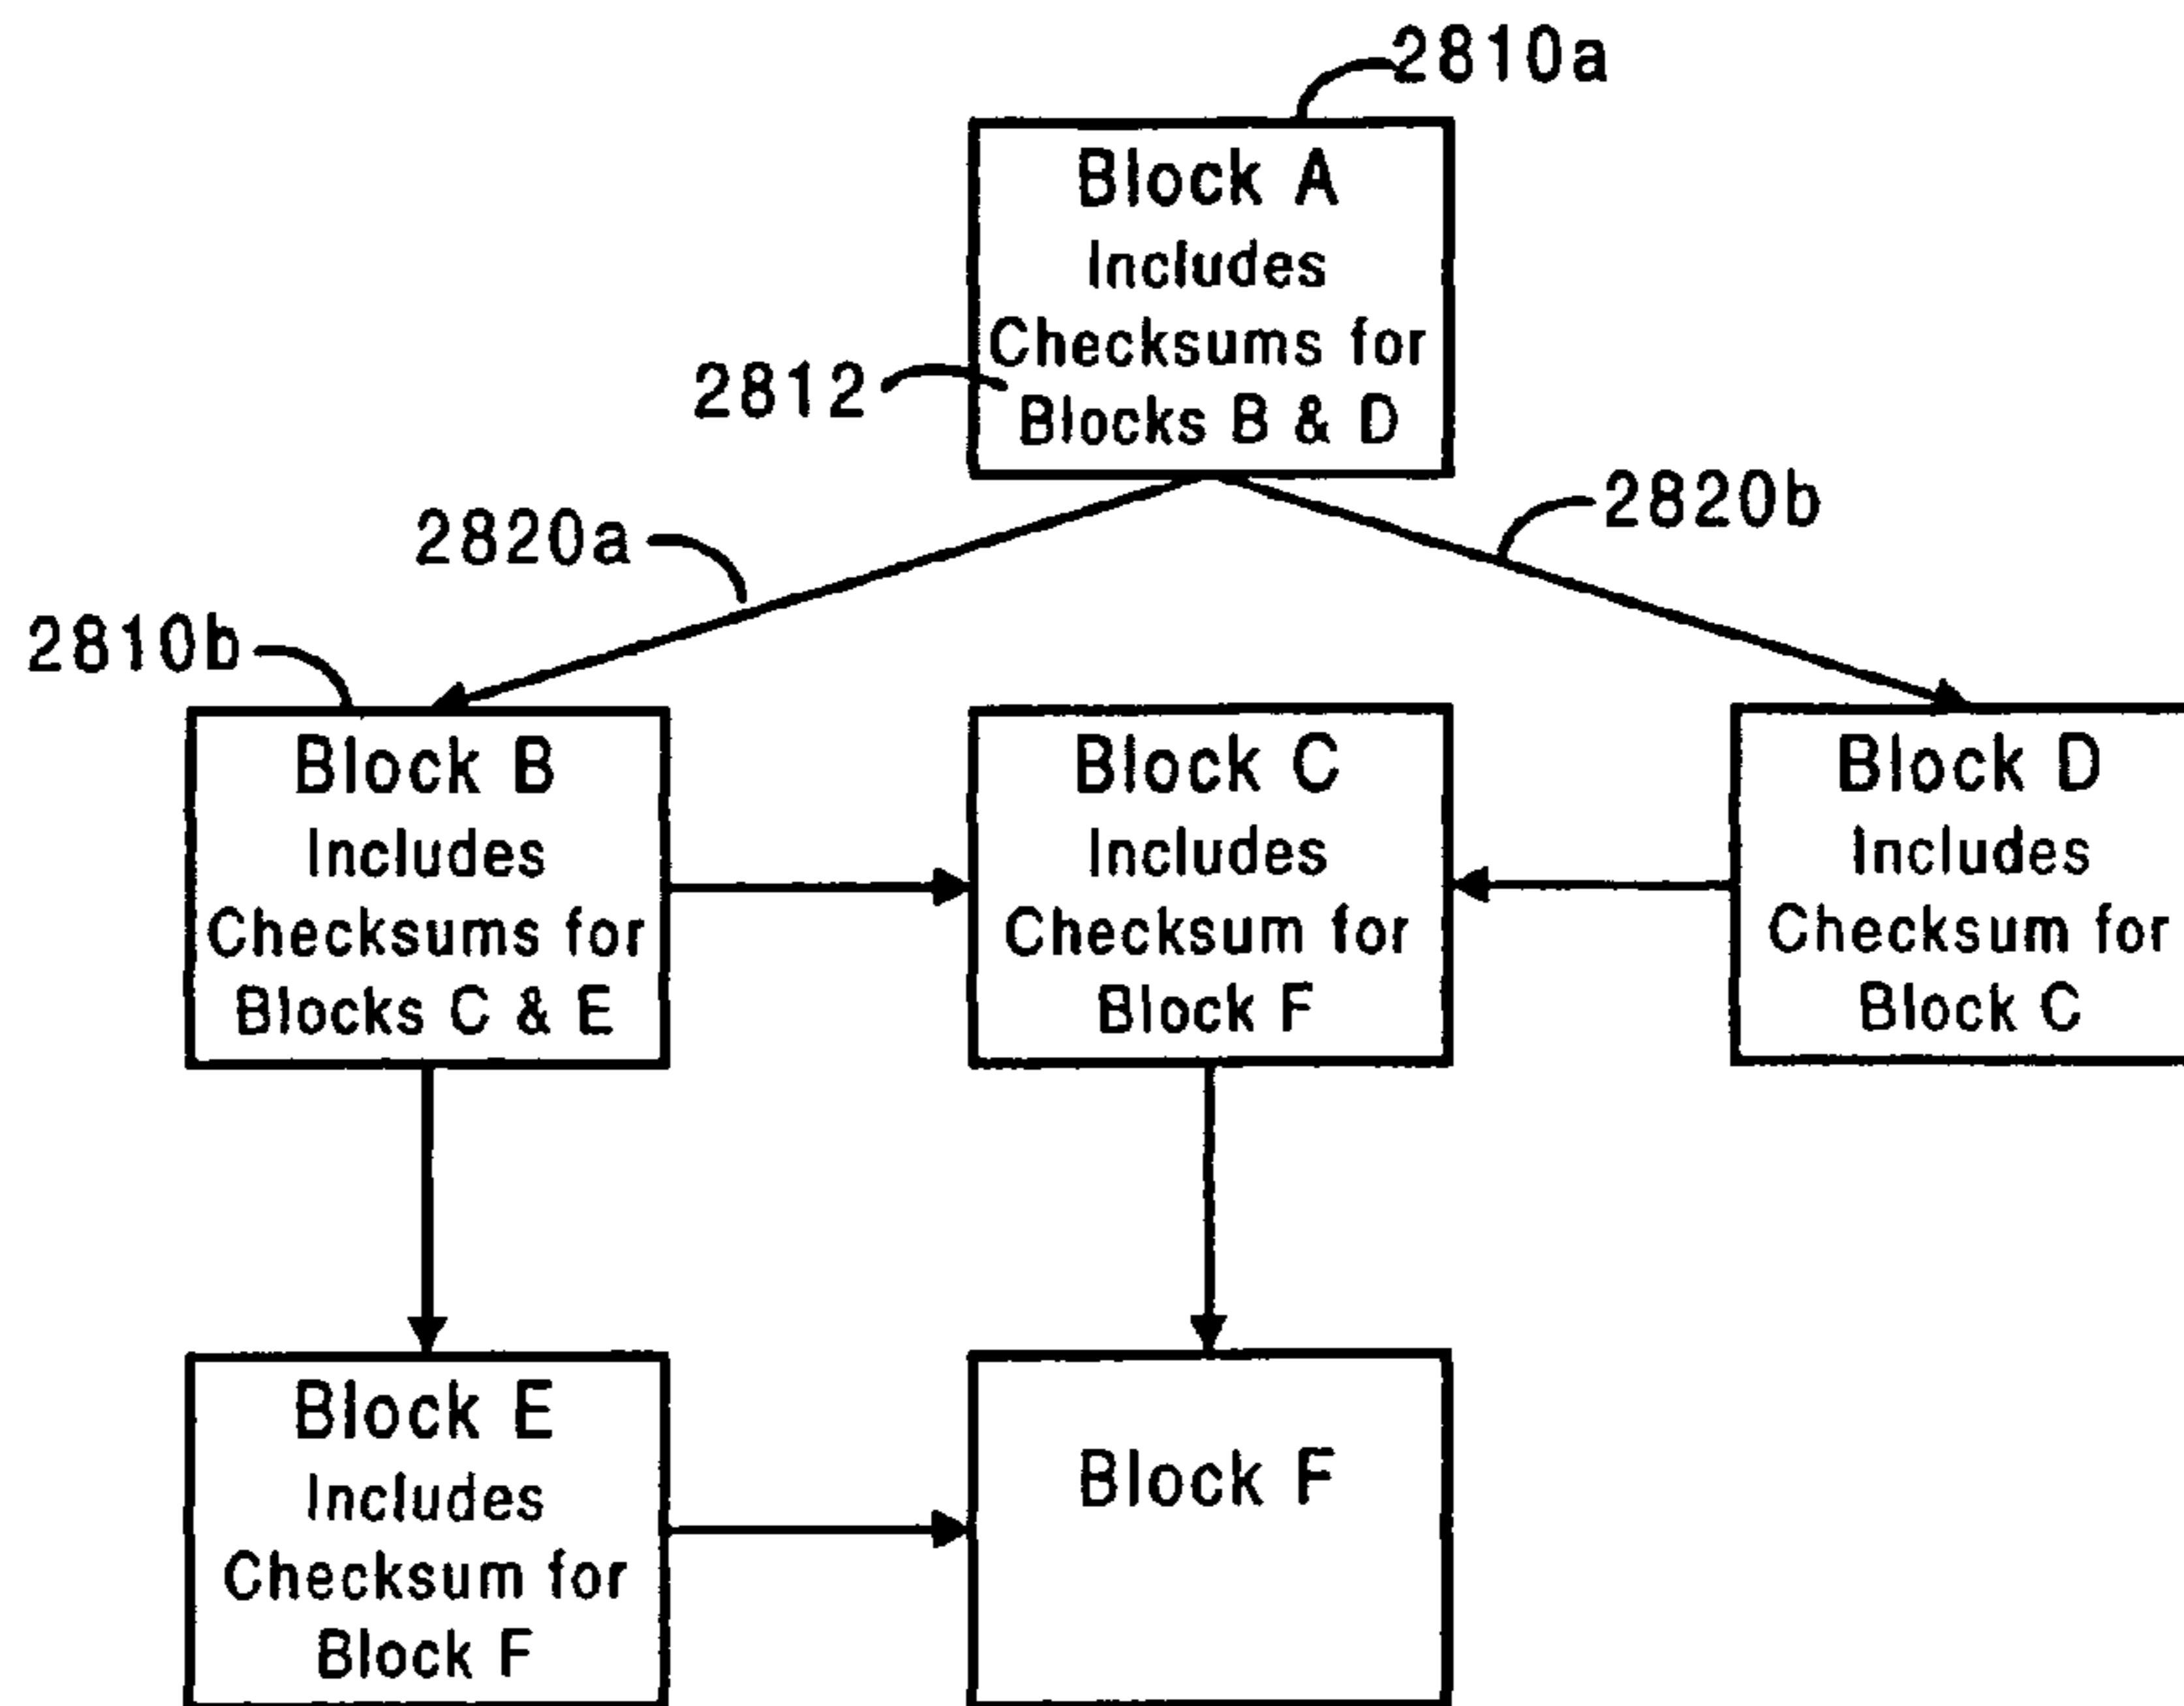 2810a
Block A
Includes
Checksums for
Blocks B & D
2812
2820b
2820a
2810b
Block B
Includes
Checksums for
Blocks C & E
Block C
Includes
Checksum for
Block F
Block D
Includes
Checksum for
Block C
Block E
Includes
Checksum for
Block F
Block F